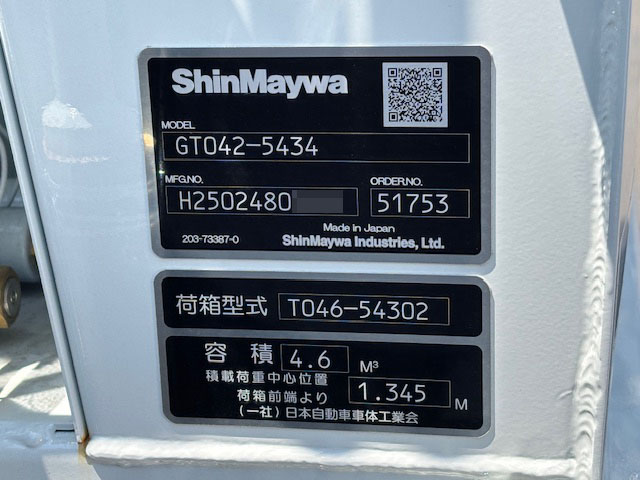 ShinMaywa
MODEL
GT042-5434
MFG.NO. ORDER.NO.
H2502480 51753
Made in Japan
203-73387-0 ShinMaywa Industries, Ltd.
荷箱型式 T046-54302
容積 4.6 M³
積載荷重中心位置
荷箱前端より 1.345 M
(一社)日本自動車車体工業会